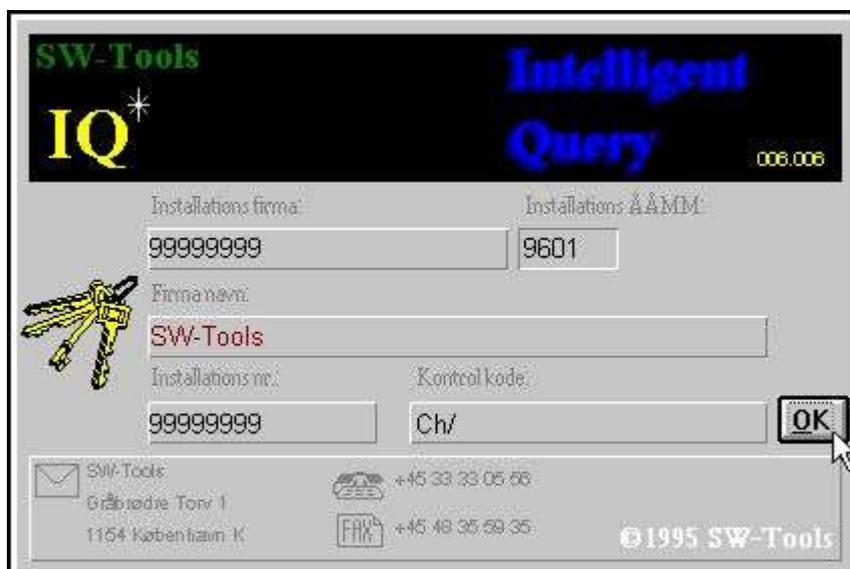 SW-Tools
IQ*
Intelligent
Query
006.006
Installations firma:
Installations ÅÅMM:
99999999
9601
Firma navn:
SW-Tools
Installations nr.:
Kontrol kode:
99999999
Ch/
OK
SW-Tools
Gråbrødre Torv 1
1154 København K
+45 33 33 05 56
FAX
+45 48 35 59 35
©1995 SW-Tools